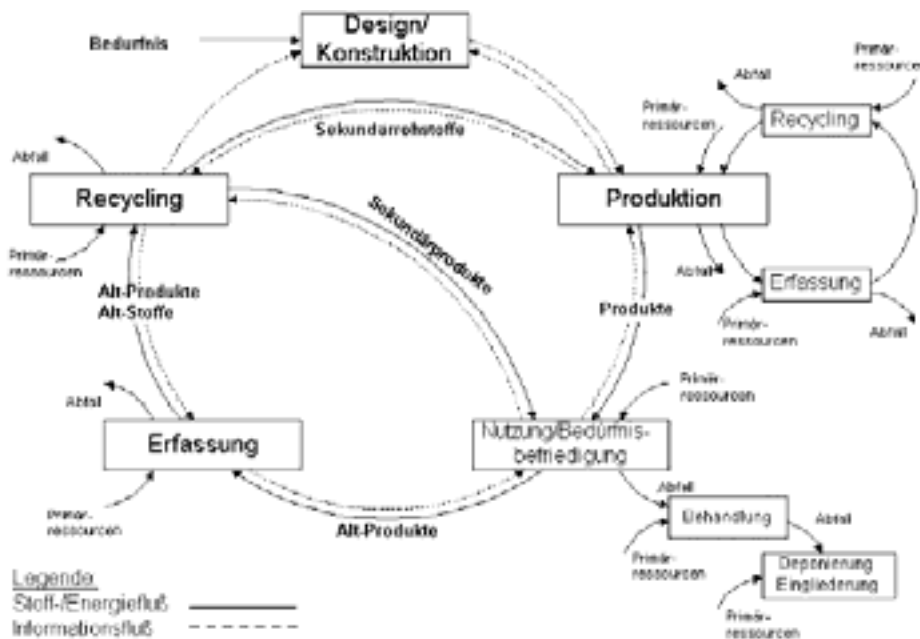 Design/
Konstruktion
Bedürfnis
Abfall
Primär-
ressourcen
Primär-
ressourcen
Recycling
Sekundärrohstoffe
Abfall
Recycling
Produktion
Sekundärprodukte
Primär-
ressourcen
Abfall
Erfassung
Alt-Produkte
Alt-Stoffe
Produkte
Primär-
ressourcen
Abfall
Primär-
ressourcen
Abfall
Erfassung
Nutzung/Bedürfnis-
befriedigung
Abfall
Primär-
ressourcen
Alt-Produkte
Behandlung
Abfall
Primär-
ressourcen
Deponierung
Eingliederung
Primär-
ressourcen
Legende
Stoff-/Energiefluß
Informationsfluß